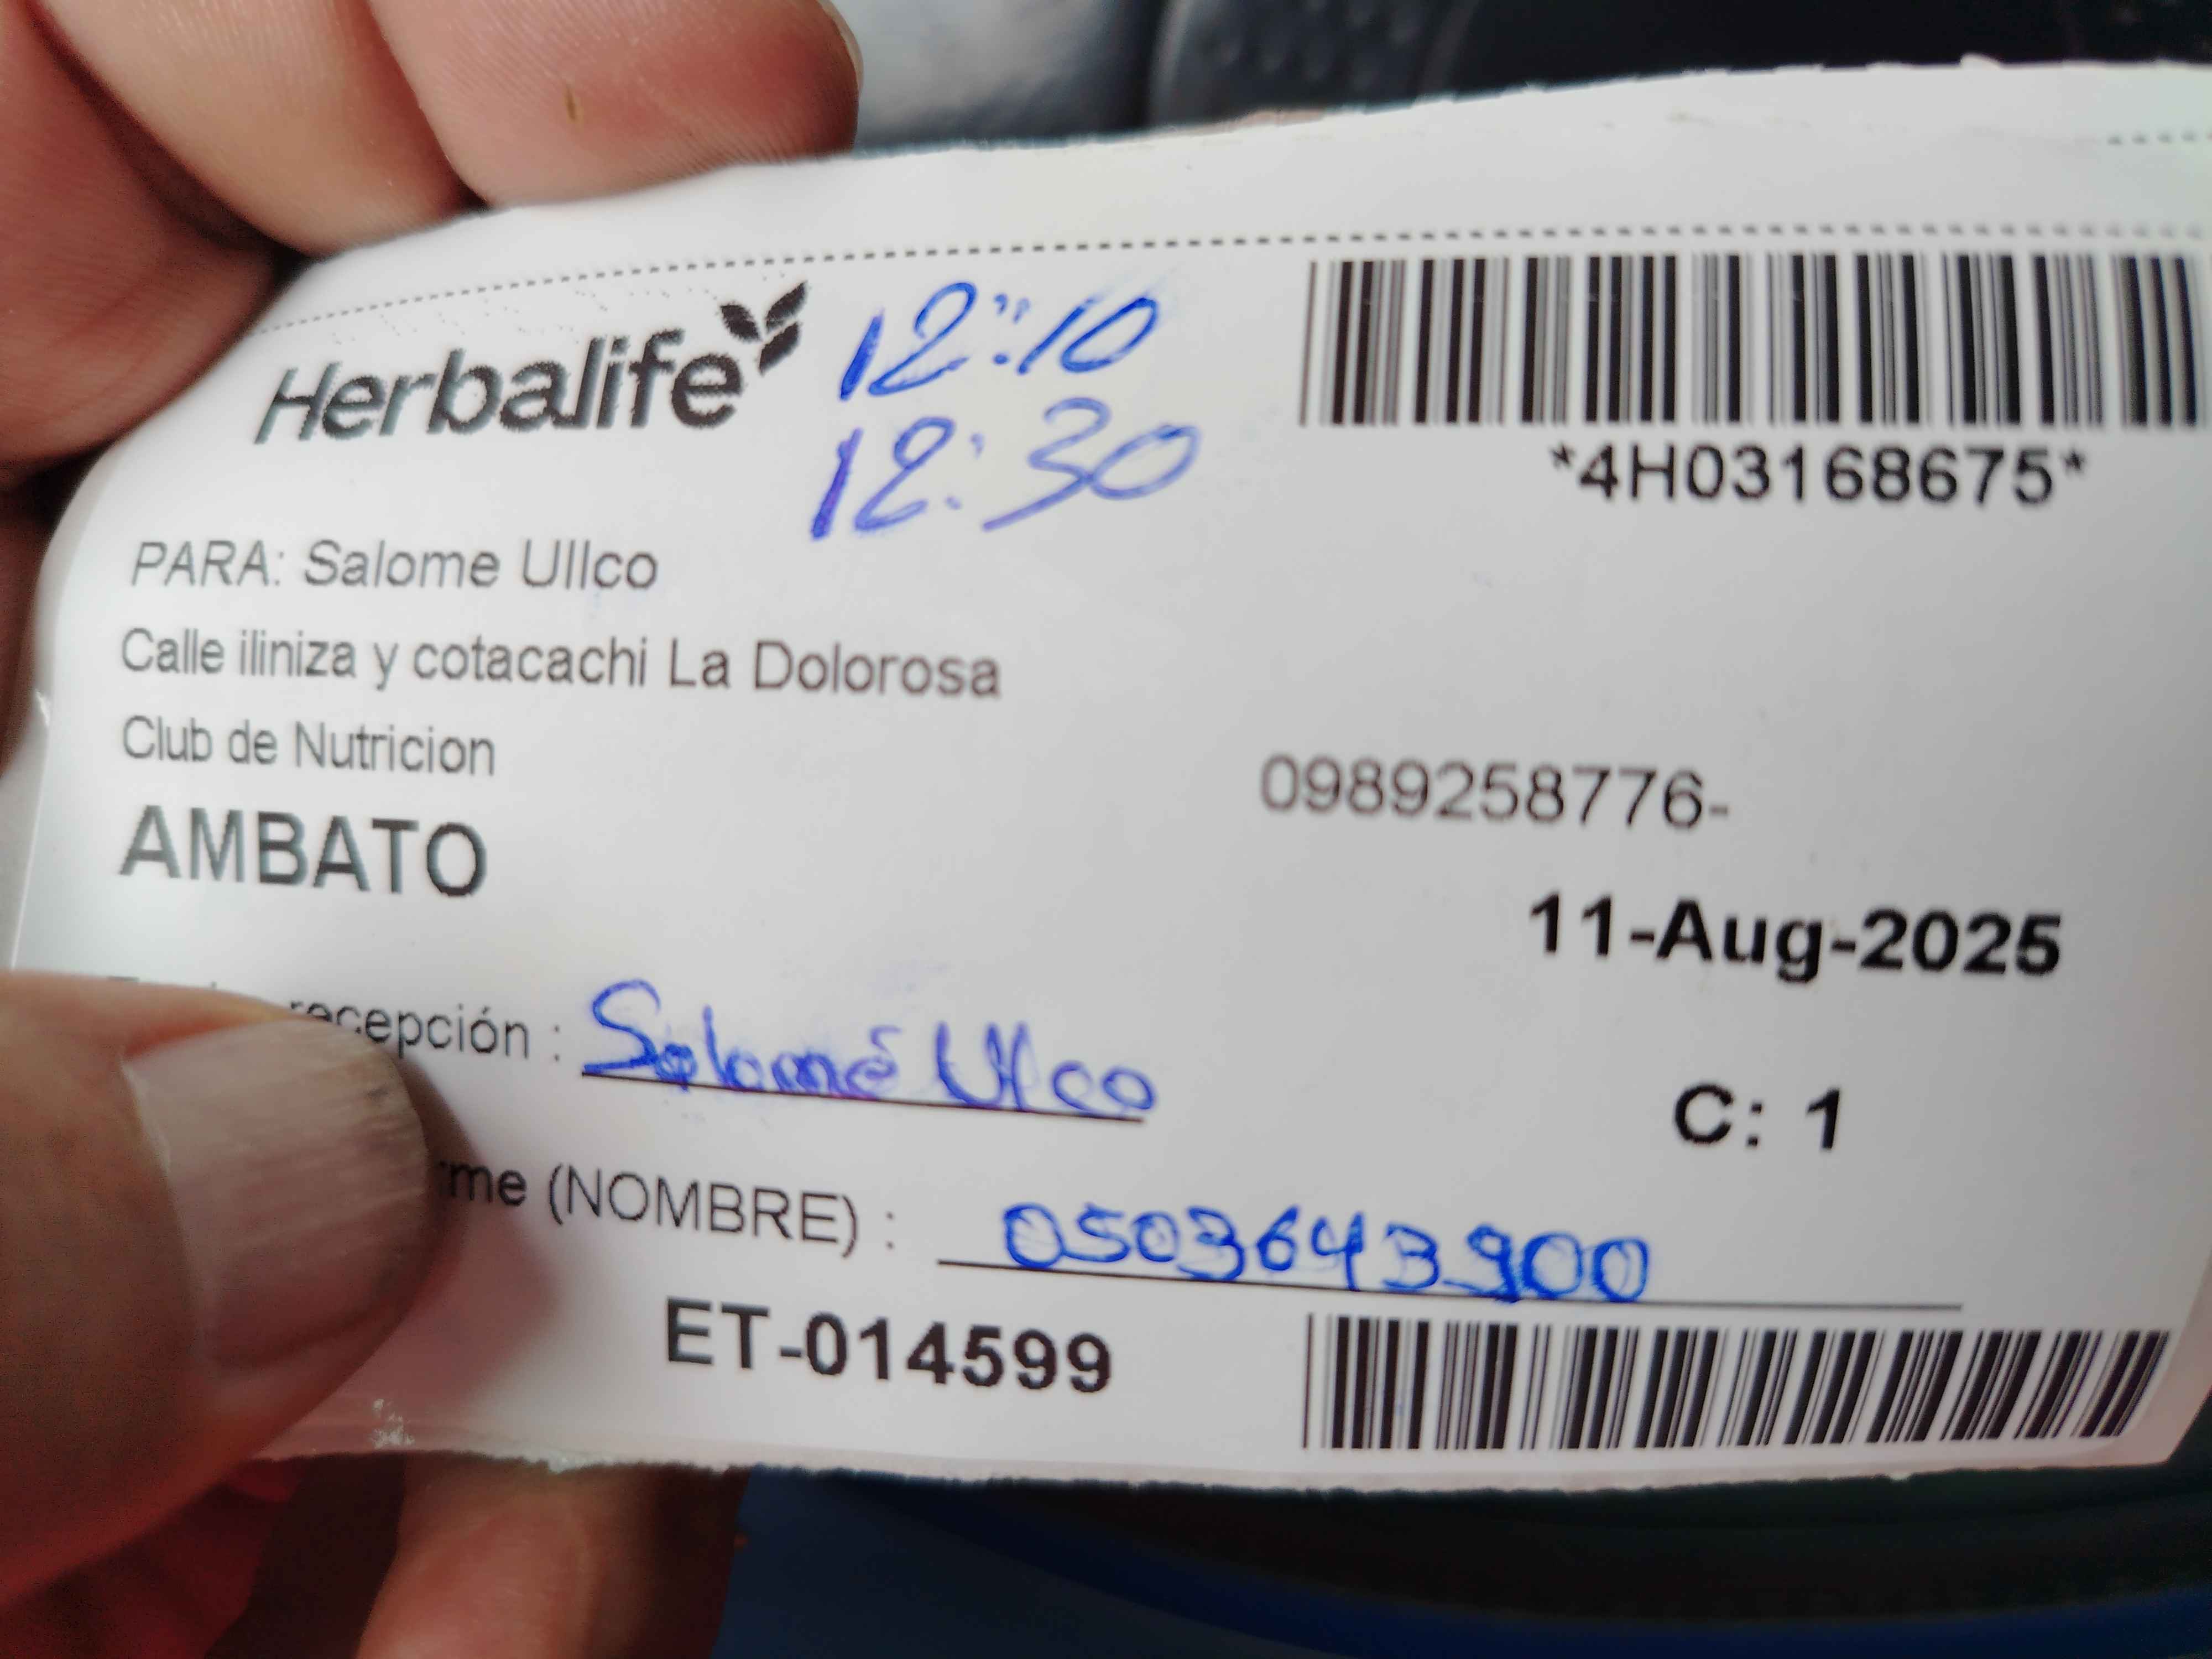 Herbalife
12:10
12:30
*4H03168675*
PARA: Salome Ullco
Calle iliniza y cotacachi La Dolorosa
Club de Nutricion
0989258776-
AMBATO
11-Aug-2025
recepción : Salomé Ullco
C: 1
(NOMBRE) : 0503643900
ET-014599